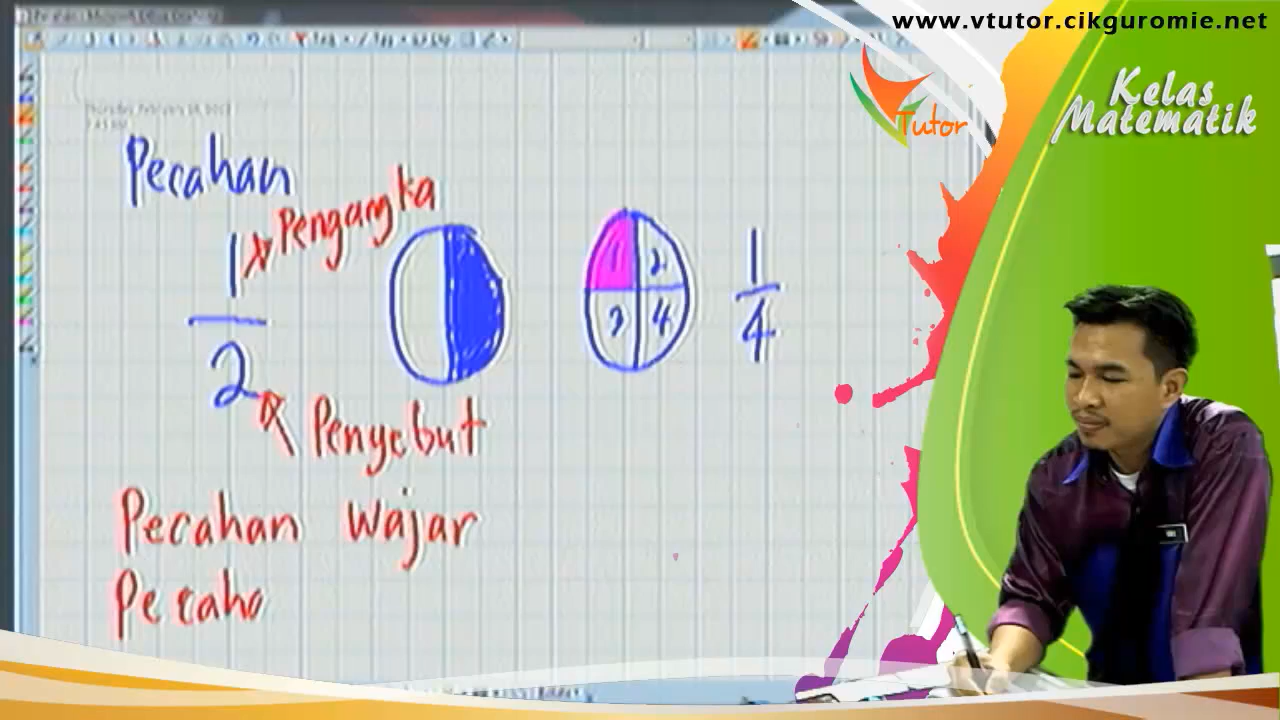 www.vtutor.cikguromie.net
Kelas
Matematik
Tutor
Pecahan
1 Pengangka
2
Penyebut
1 2
3 4
1
4
Pecahan Wajar
Pecaha